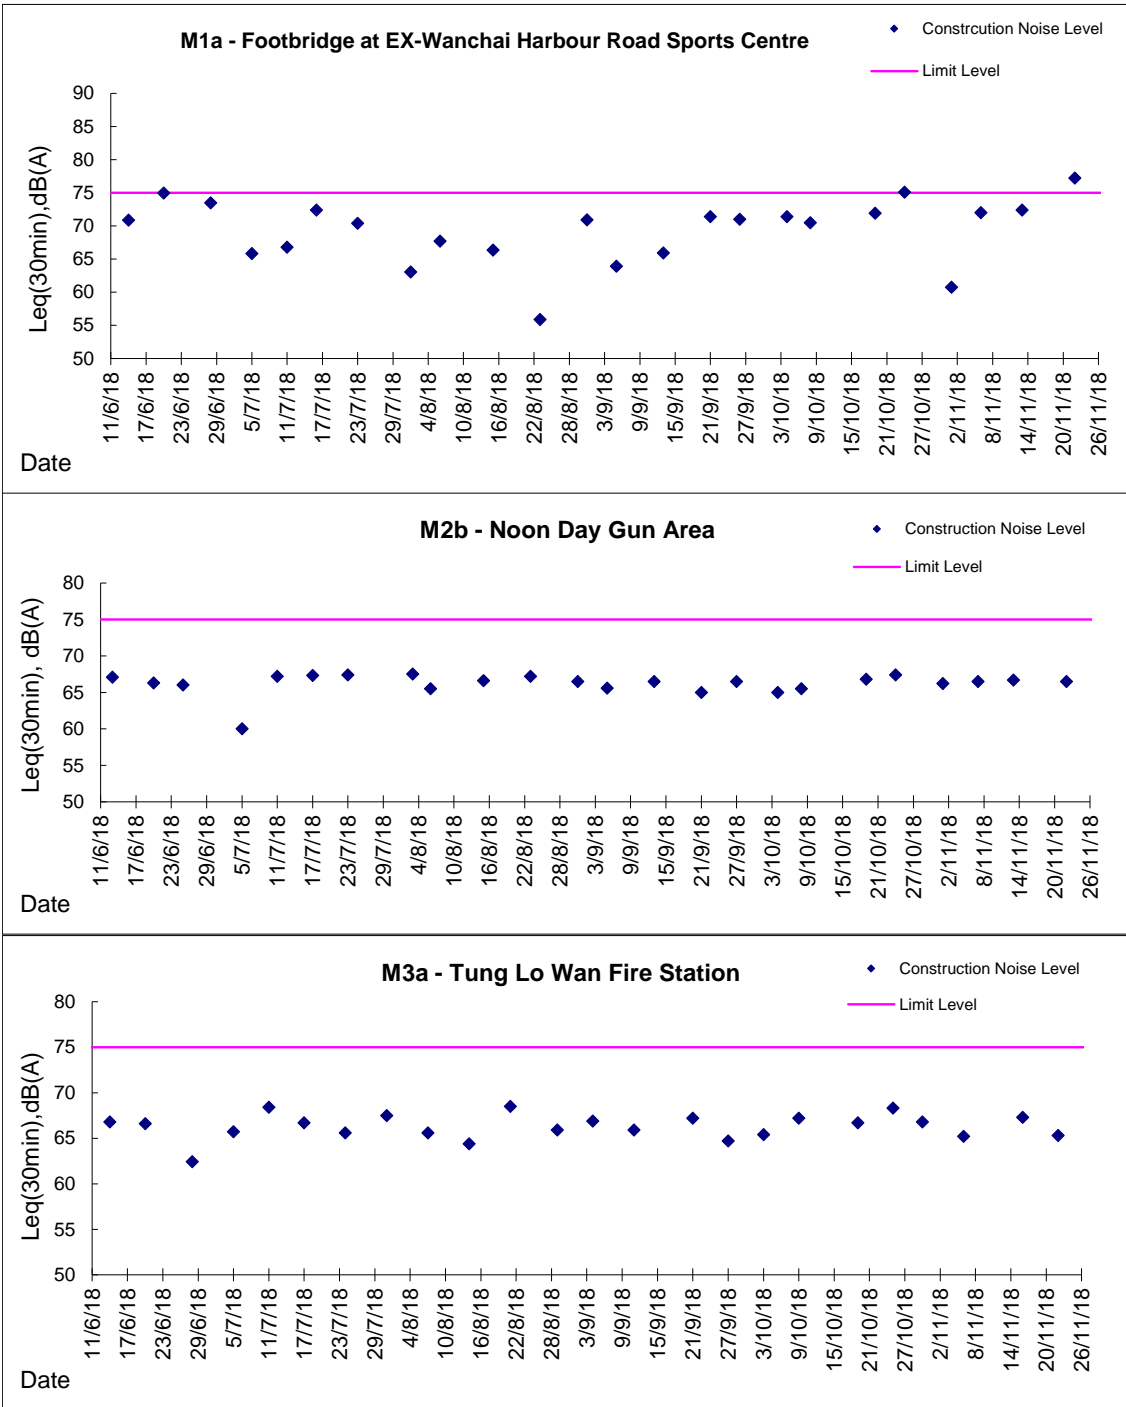 M1a - Footbridge at EX-Wanchai Harbour Road Sports Centre
Constrcution Noise Level
Limit Level
Leq(30min),dB(A)
90
85
80
75
70
65
60
55
50
11/6/18 17/6/18 23/6/18 29/6/18 5/7/18 11/7/18 17/7/18 23/7/18 29/7/18 4/8/18 10/8/18 16/8/18 22/8/18 28/8/18 3/9/18 9/9/18 15/9/18 21/9/18 27/9/18 3/10/18 9/10/18 15/10/18 21/10/18 27/10/18 2/11/18 8/11/18 14/11/18 20/11/18 26/11/18
Date
M2b - Noon Day Gun Area
Construction Noise Level
Limit Level
Leq(30min), dB(A)
80
75
70
65
60
55
50
11/6/18 17/6/18 23/6/18 29/6/18 5/7/18 11/7/18 17/7/18 23/7/18 29/7/18 4/8/18 10/8/18 16/8/18 22/8/18 28/8/18 3/9/18 9/9/18 15/9/18 21/9/18 27/9/18 3/10/18 9/10/18 15/10/18 21/10/18 27/10/18 2/11/18 8/11/18 14/11/18 20/11/18 26/11/18
Date
M3a - Tung Lo Wan Fire Station
Construction Noise Level
Limit Level
Leq(30min),dB(A)
80
75
70
65
60
55
50
11/6/18 17/6/18 23/6/18 29/6/18 5/7/18 11/7/18 17/7/18 23/7/18 29/7/18 4/8/18 10/8/18 16/8/18 22/8/18 28/8/18 3/9/18 9/9/18 15/9/18 21/9/18 27/9/18 3/10/18 9/10/18 15/10/18 21/10/18 27/10/18 2/11/18 8/11/18 14/11/18 20/11/18 26/11/18
Date